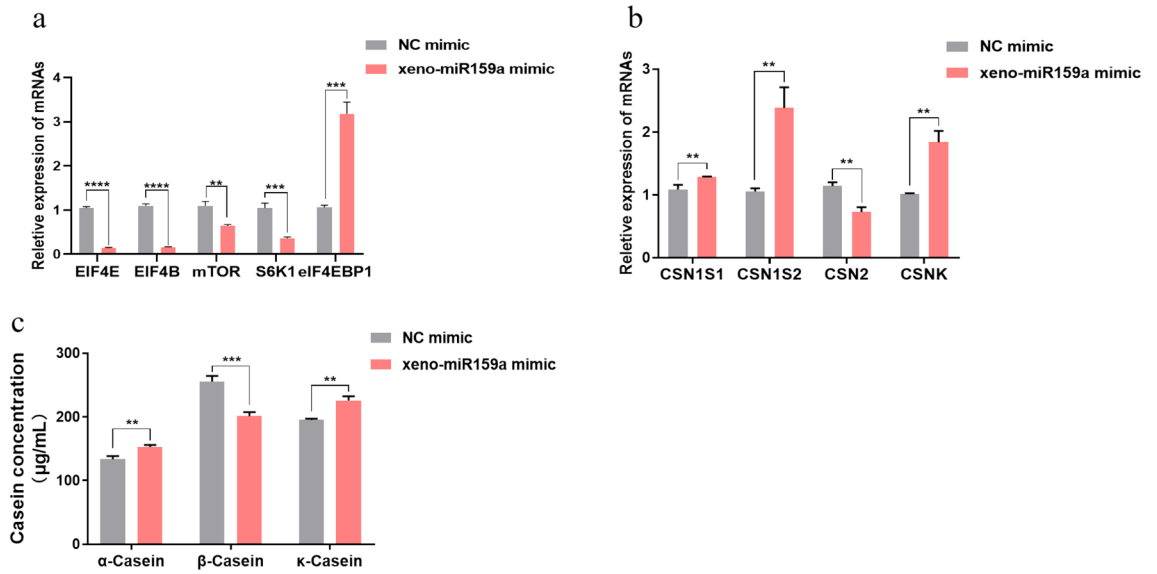 a
NC mimic
xeno-miR159a mimic
Reletive expression of mRNAs
4
3
2
1
0
**** **** ** *** ***
EIF4E EIF4B mTOR S6K1 eIF4EBP1
b
NC mimic
xeno-miR159a mimic
Reletive expression of mRNAs
3
2
1
0
** ** ** **
CSN1S1 CSN1S2 CSN2 CSNK
c
NC mimic
xeno-miR159a mimic
Casein concentration
(μg/mL)
300
200
100
0
** *** **
α-Casein β-Casein κ-Casein